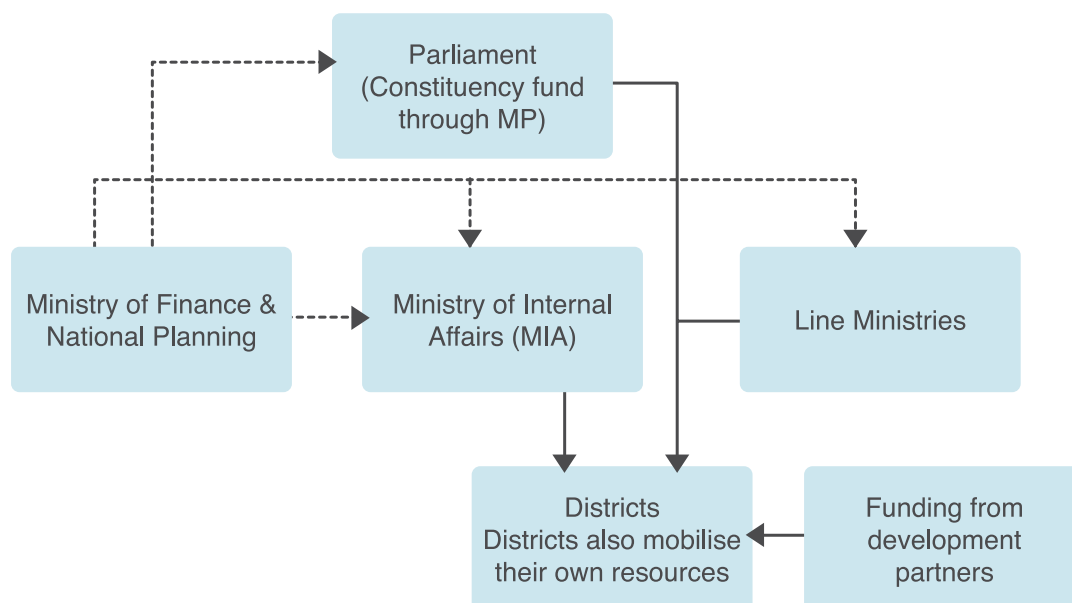 Parliament
(Constituency fund
through MP)
Ministry of Finance &
National Planning
Ministry of Internal
Affairs (MIA)
Line Ministries
Districts
Districts also mobilise
their own resources
Funding from
development
partners